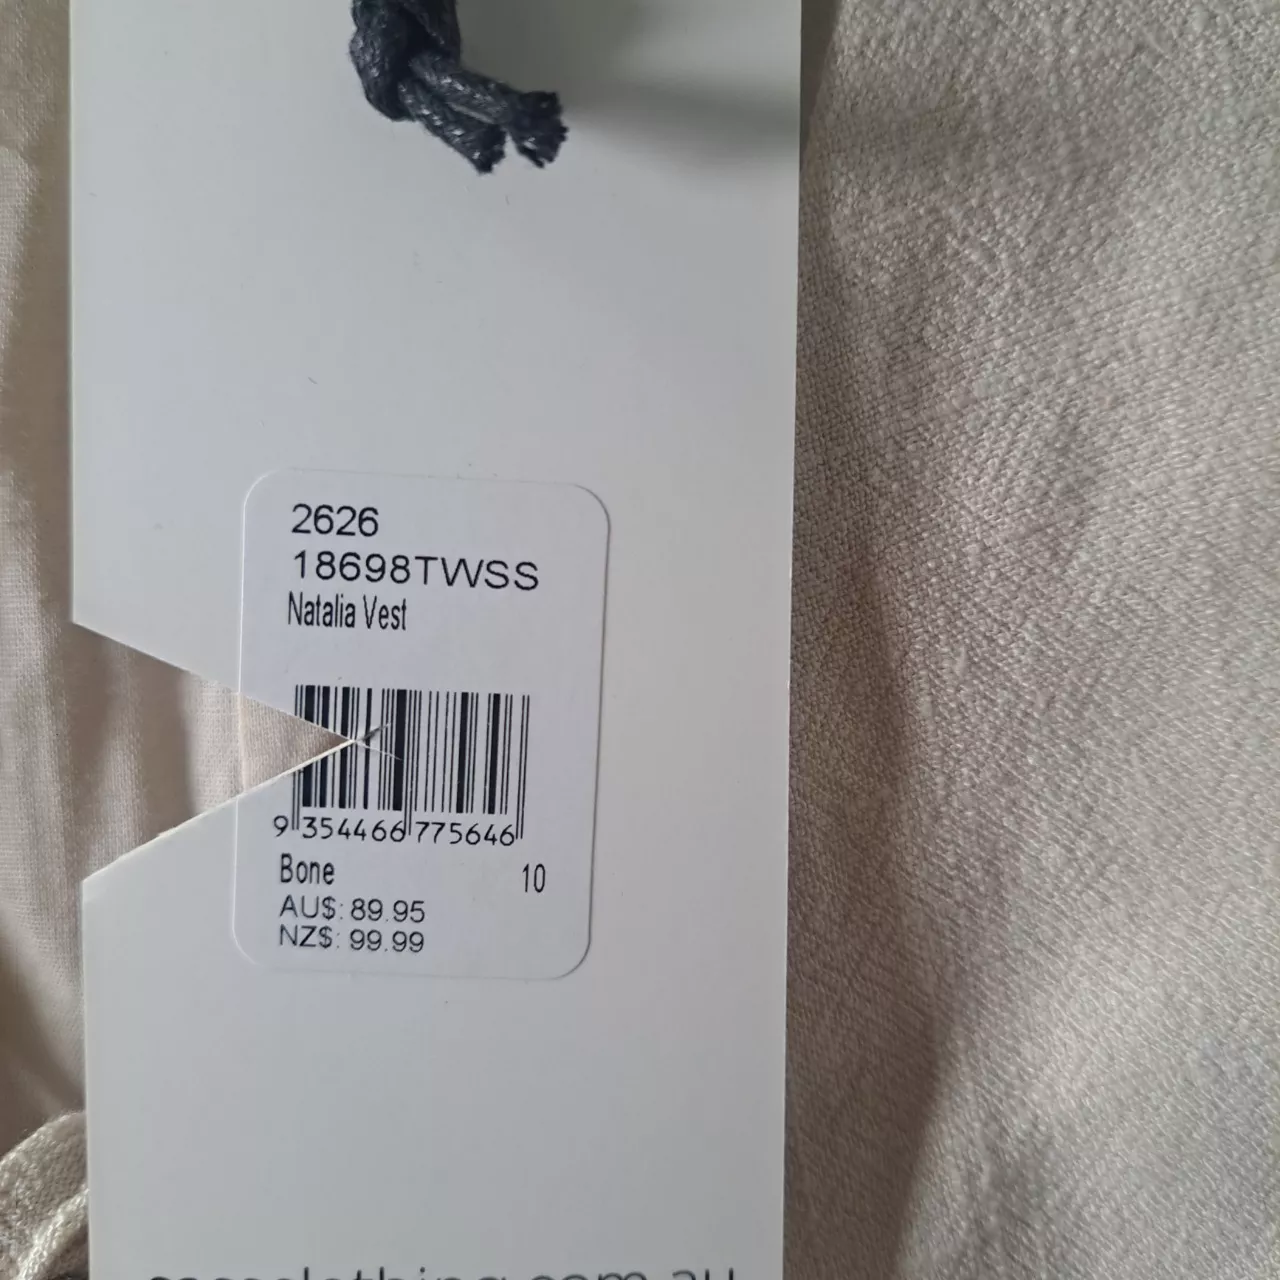 2626
18698TWSS
Natalia Vest
9 354466 775646
Bone 10
AU$: 89.95
NZ$: 99.99